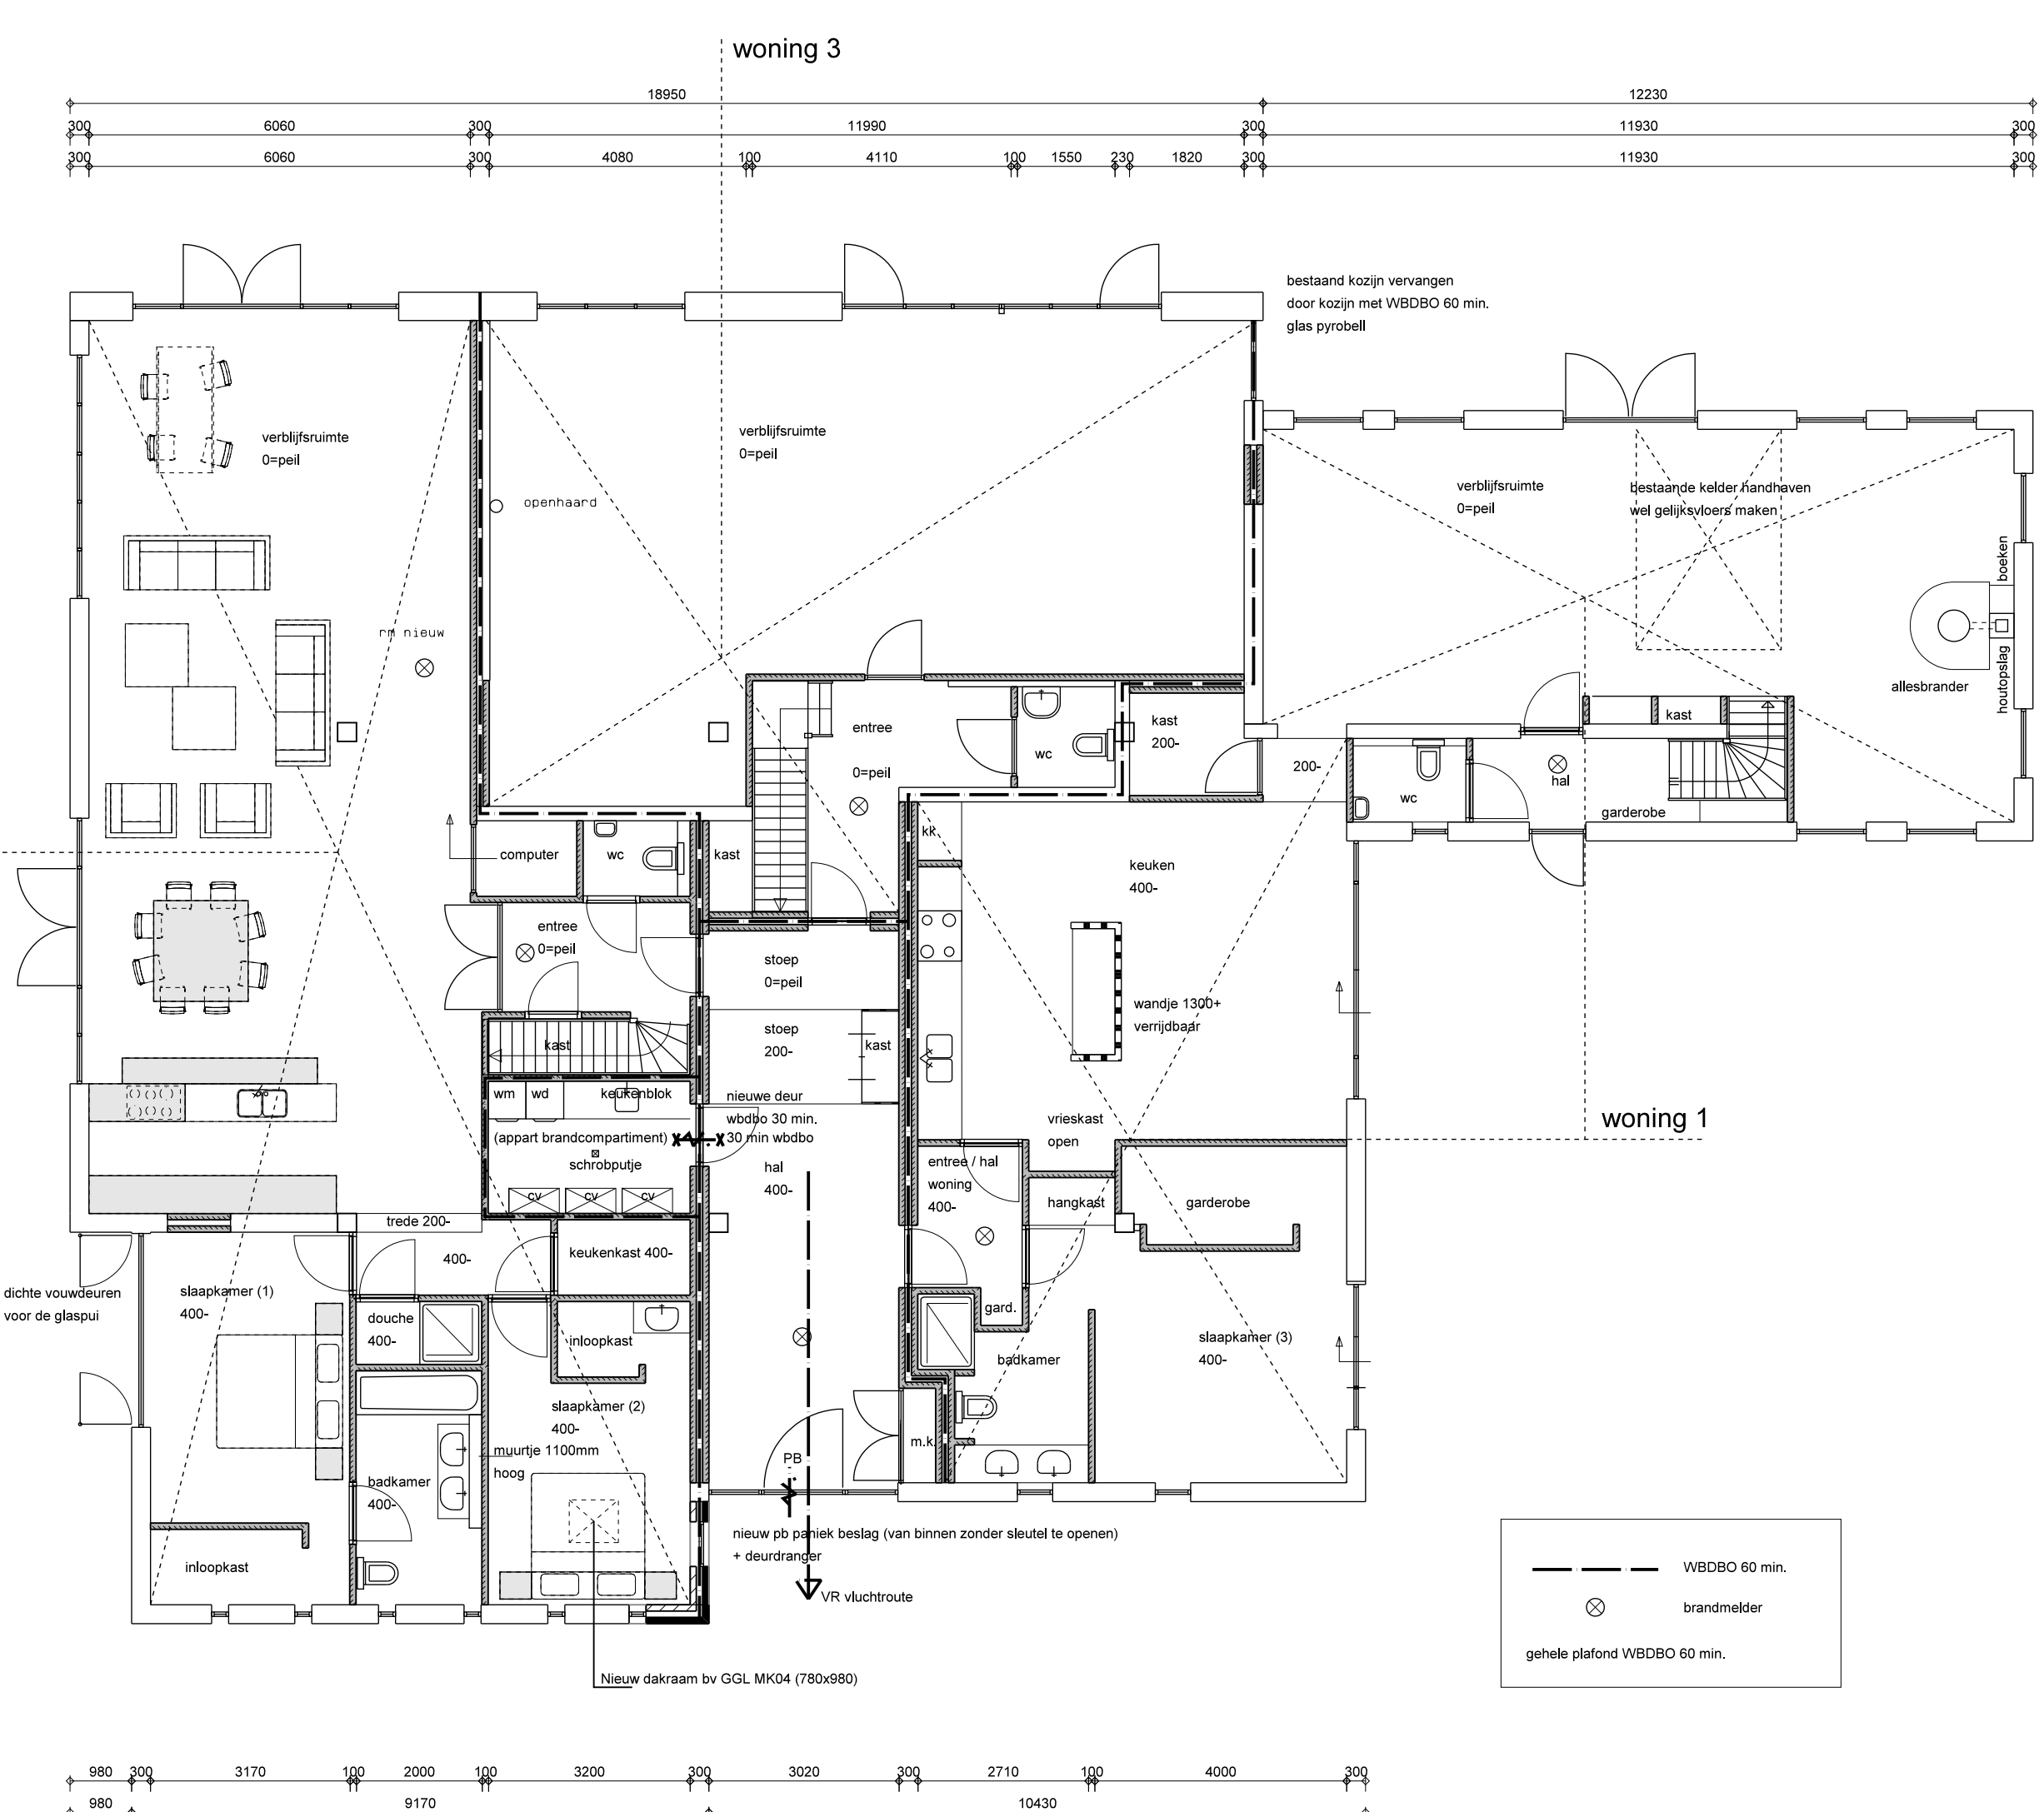 woning 3
18950 12230
300 6060 300 11990 300 11930 300
300 6060 300 4080 100 4110 100 1550 230 1820 300 11930 300
bestaand kozijn vervangen
door kozijn met WBDBO 60 min.
glas pyrobell
verblijfsruimte
0=peil
verblijfsruimte
0=peil
openhaard
verblijfsruimte
0=peil
bestaande kelder handhaven
wel gelijksvloers maken
boeken
houtopslag
allesbrander
rm nieuw
entree
0=peil
wc
kast
200-
200-
kast
hal
wc
garderobe
computer
wc
kast
kk
keuken
400-
entree
0=peil
stoep
0=peil
stoep
200-
kast
kast
wandje 1300+
verrijdbaar
wm
wd
keukenblok
(appart brandcompartiment)
schrobputje
cv
cv
cv
nieuwe deur
wbdbo 30 min.
30 min wbdbo
hal
400-
vrieskast
open
woning 1
entree / hal
woning
400-
hangkast
garderobe
trede 200-
400-
keukenkast 400-
dichte vouwdeuren
voor de glaspui
slaapkamer (1)
400-
douche
400-
inloopkast
gard.
badkamer
slaapkamer (3)
400-
slaapkamer (2)
400-
muurtje 1100mm
hoog
badkamer
400-
m.k.
PB
inloopkast
nieuw pb paniek beslag (van binnen zonder sleutel te openen)
+ deurdranger
VR vluchtroute
Nieuw dakraam bv GGL MK04 (780x980)
WBDBO 60 min.
brandmelder
gehele plafond WBDBO 60 min.
980 300 3170 100 2000 100 3200 300 3020 300 2710 100 4000 300
980 9170 10430